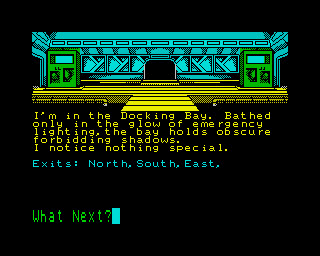 I'm in the Docking Bay. Bathed
only in the glow of emergency
lighting,the bay holds obscure
forbidding shadows.
I notice nothing special.
Exits: North,South,East,
What Next?